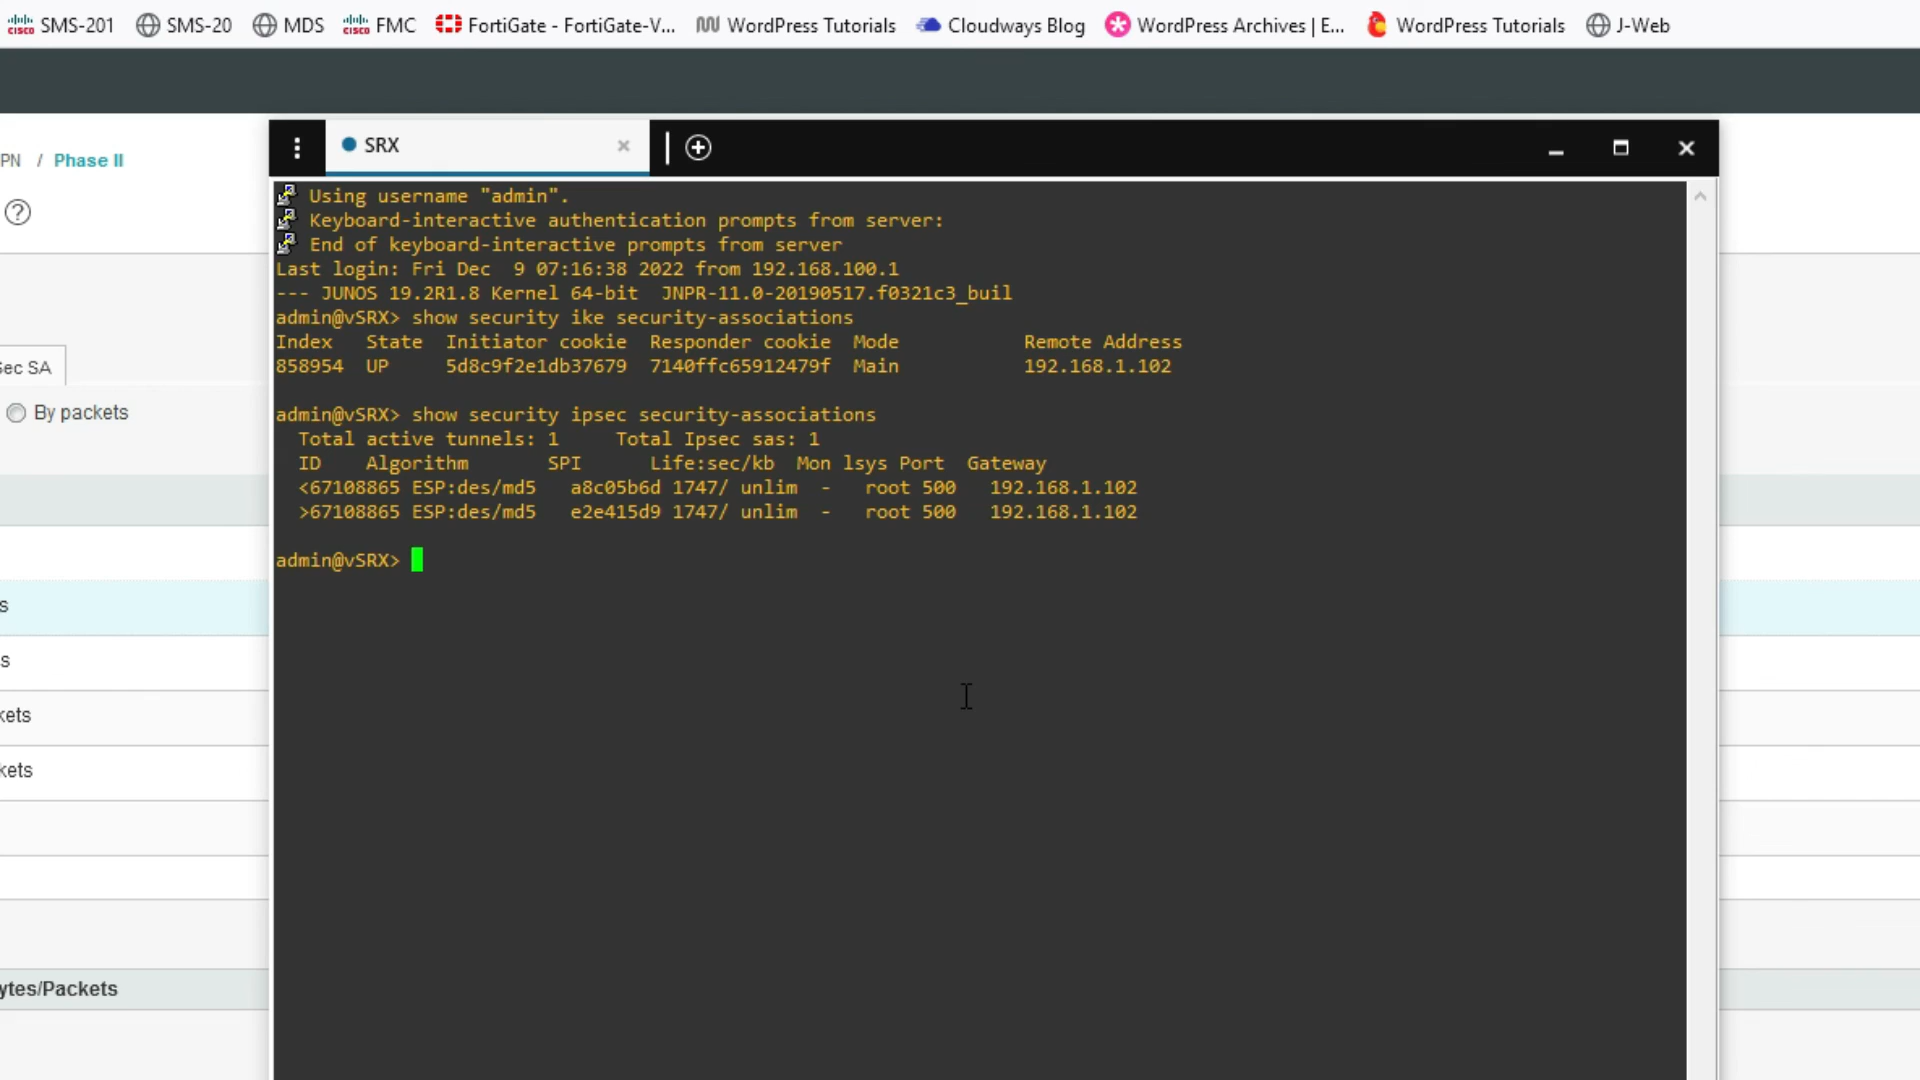 SMS-201 SMS-20 MDS FMC FortiGate - FortiGate-V... WordPress Tutorials Cloudways Blog WordPress Archives | E... WordPress Tutorials J-Web
PN / Phase II
SRX
?
Using username "admin".
Keyboard-interactive authentication prompts from server:
End of keyboard-interactive prompts from server
Last login: Fri Dec  9 07:16:38 2022 from 192.168.100.1
--- JUNOS 19.2R1.8 Kernel 64-bit  JNPR-11.0-20190517.f0321c3_buil
admin@vSRX> show security ike security-associations
Index   State  Initiator cookie  Responder cookie  Mode           Remote Address
858954  UP     5d8c9f2e1db37679  7140ffc65912479f  Main           192.168.1.102
admin@vSRX> show security ipsec security-associations
Total active tunnels: 1     Total Ipsec sas: 1
ID    Algorithm       SPI      Life:sec/kb  Mon lsys Port  Gateway
<67108865 ESP:des/md5   a8c05b6d 1747/ unlim  -   root 500   192.168.1.102
>67108865 ESP:des/md5   e2e415d9 1747/ unlim  -   root 500   192.168.1.102
admin@vSRX>
Sec SA
By packets
s
s
kets
kets
ytes/Packets